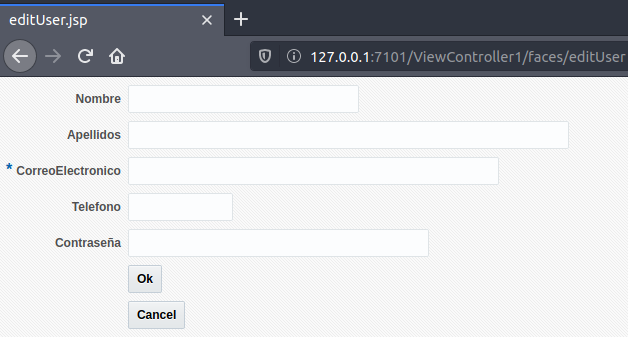 editUser.jsp
127.0.0.1:7101/ViewController1/faces/editUser
Nombre
Apellidos
* CorreoElectronico
Telefono
Contraseña
Ok
Cancel